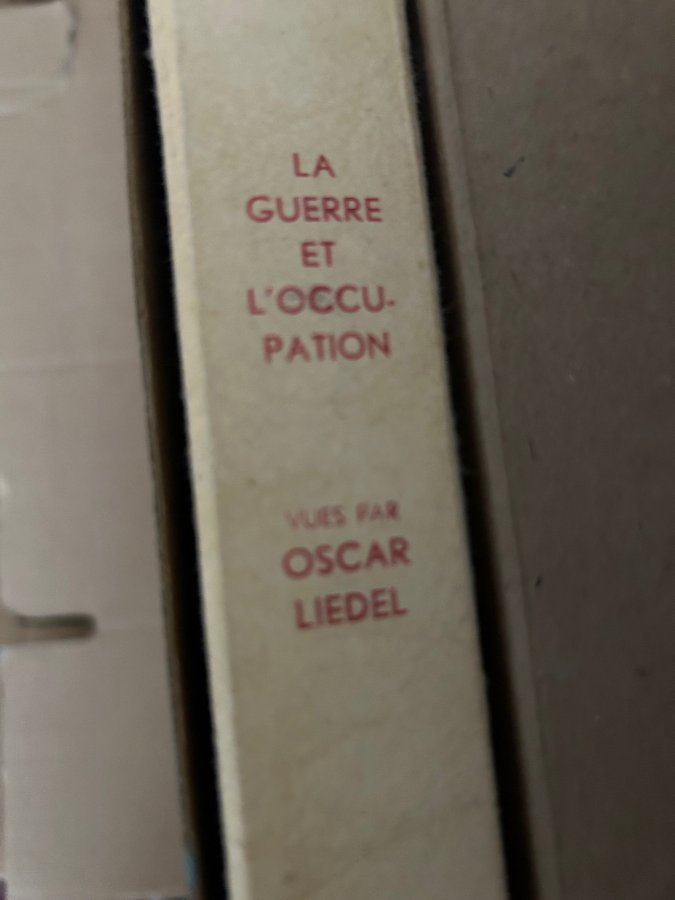 LA
GUERRE
ET
L'OCCU-
PATION
VUES PAR
OSCAR
LIEDEL